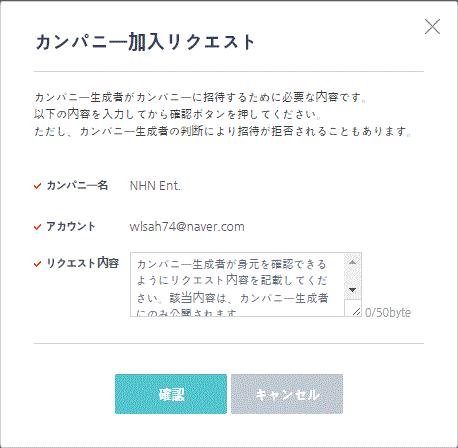 カンパニー加入リクエスト
カンパニー生成者がカンパニーに招待するために必要な内容です。
以下の内容を入力してから確認ボタンを押してください。
ただし、カンパニー生成者の判断により招待が拒否されることもあります。
カンパニー名 NHN Ent.
アカウント wlsah74@naver.com
リクエスト内容
カンパニー生成者が身元を確認できる
ようにリクエスト内容を記載してくだ
さい。該当内容は、カンパニー生成者
にのみ公開されます
0/50byte
確認 キャンセル